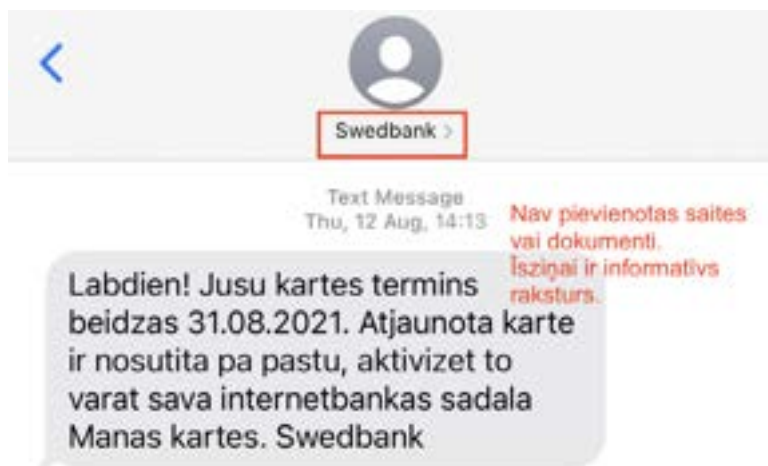 Swedbank >
Text Message
Thu, 12 Aug, 14:13
Nav pievienotas saites
vai dokumenti.
Īsziņai ir informatīvs
raksturs.
Labdien! Jusu kartes termins
beidzas 31.08.2021. Atjaunota karte
ir nosutita pa pastu, aktivizet to
varat sava internetbankas sadala
Manas kartes. Swedbank